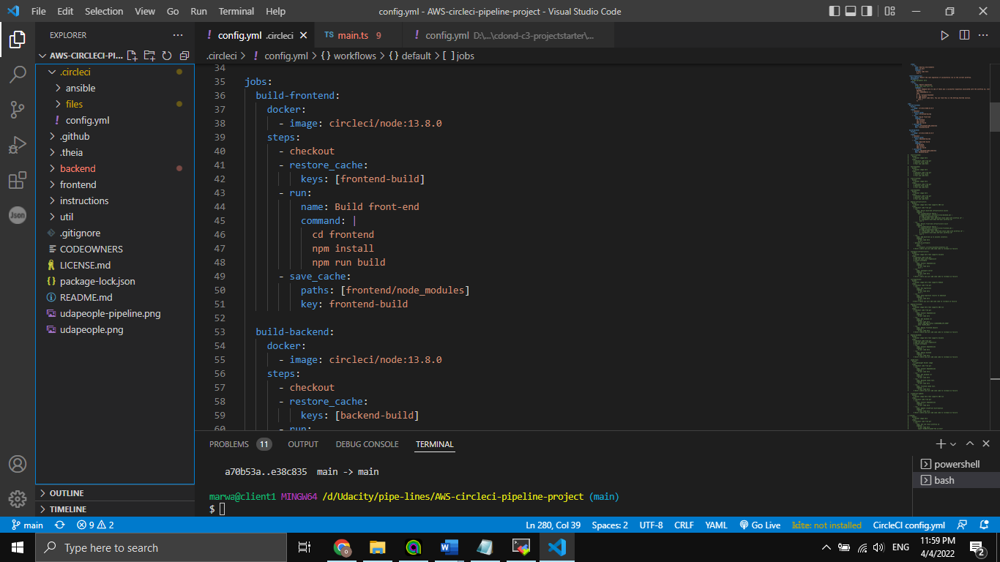 File Edit Selection View Go Run Terminal Help
config.yml - AWS-circleci-pipeline-project - Visual Studio Code
EXPLORER
config.yml .circleci
TS main.ts 9
config.yml D:\...\cdond-c3-projectstarter\...
AWS-CIRCLECI-PI...
.circleci > config.yml > {} workflows > {} default > [ ] jobs
.circleci
ansible
files
config.yml
.github
.theia
backend
frontend
instructions
util
.gitignore
CODEOWNERS
LICENSE.md
package-lock.json
README.md
udapeople-pipeline.png
udapeople.png
OUTLINE
TIMELINE
34
35 jobs:
36 build-frontend:
37 docker:
38 - image: circleci/node:13.8.0
39 steps:
40 - checkout
41 - restore_cache:
42 keys: [frontend-build]
43 - run:
44 name: Build front-end
45 command: |
46 cd frontend
47 npm install
48 npm run build
49 - save_cache:
50 paths: [frontend/node_modules]
51 key: frontend-build
52
53 build-backend:
54 docker:
55 - image: circleci/node:13.8.0
56 steps:
57 - checkout
58 - restore_cache:
59 keys: [backend-build]
60 - run:
PROBLEMS 11 OUTPUT DEBUG CONSOLE TERMINAL
a70b53a..e38c835 main -> main
marwa@client1 MINGW64 /d/Udacity/pipe-lines/AWS-circleci-pipeline-project (main)
$
powershell
bash
main 9 2 Ln 280, Col 39 Spaces: 2 UTF-8 CRLF YAML Go Live kite: not installed CircleCI config.yml
Json
Type here to search
ENG
11:59 PM
4/4/2022
2